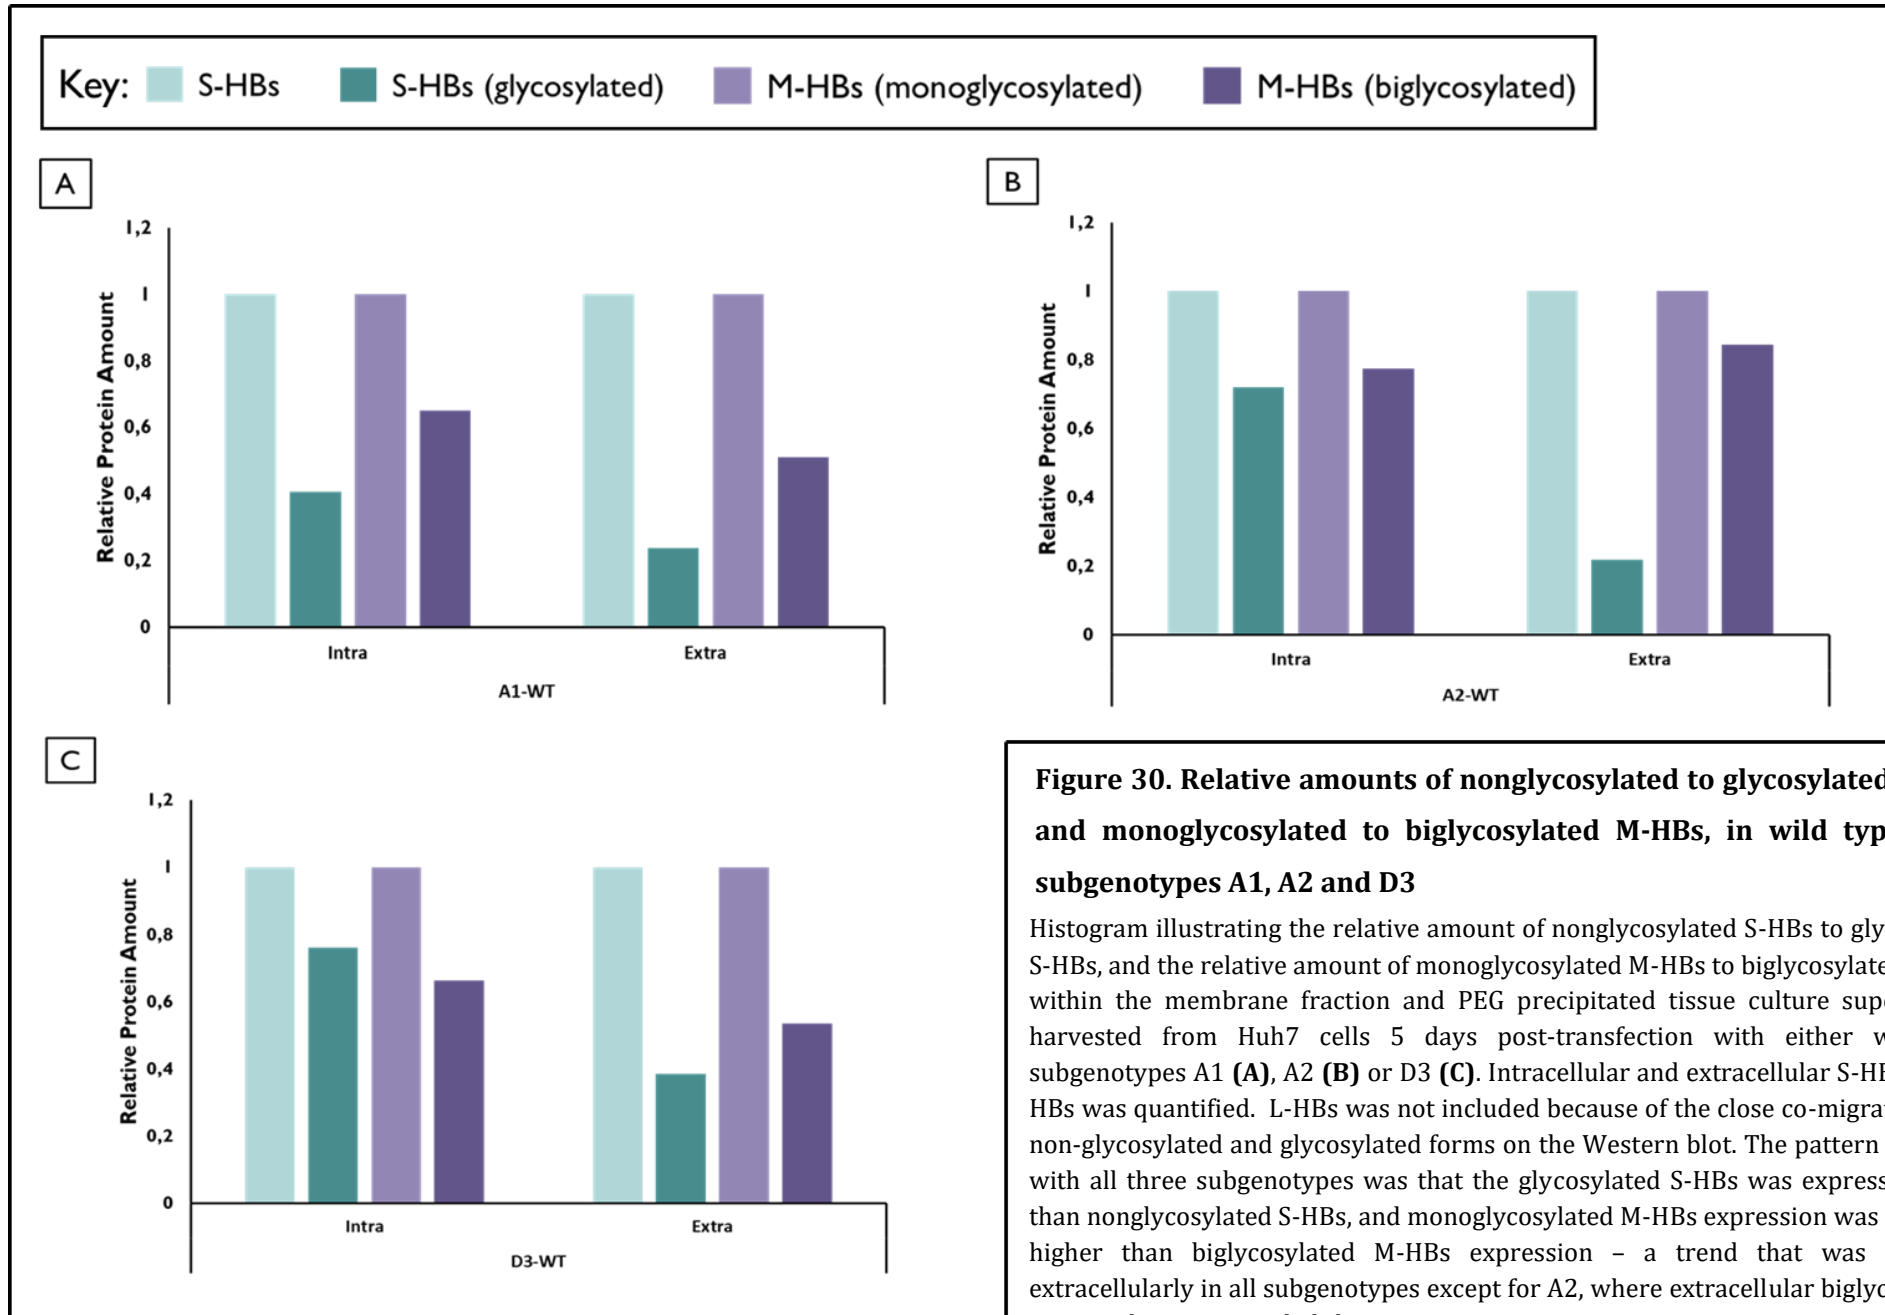 Key: S-HBs S-HBs (glycosylated) M-HBs (monoglycosylated) M-HBs (biglycosylated)
A
Relative Protein Amount
1,2
1
0,8
0,6
0,4
0,2
0
Intra Extra
A1-WT
B
Relative Protein Amount
1,2
1
0,8
0,6
0,4
0,2
0
Intra Extra
A2-WT
C
Relative Protein Amount
1,2
1
0,8
0,6
0,4
0,2
0
Intra Extra
D3-WT
Figure 30. Relative amounts of nonglycosylated to glycosylated
and monoglycosylated to biglycosylated M-HBs, in wild typ
subgenotypes A1, A2 and D3
Histogram illustrating the relative amount of nonglycosylated S-HBs to gly
S-HBs, and the relative amount of monoglycosylated M-HBs to biglycosylate
within the membrane fraction and PEG precipitated tissue culture sup
harvested from Huh7 cells 5 days post-transfection with either w
subgenotypes A1 (A), A2 (B) or D3 (C). Intracellular and extracellular S-HB
HBs was quantified. L-HBs was not included because of the close co-migra
non-glycosylated and glycosylated forms on the Western blot. The pattern
with all three subgenotypes was that the glycosylated S-HBs was express
than nonglycosylated S-HBs, and monoglycosylated M-HBs expression was
higher than biglycosylated M-HBs expression – a trend that was
extracellularly in all subgenotypes except for A2, where extracellular biglyc